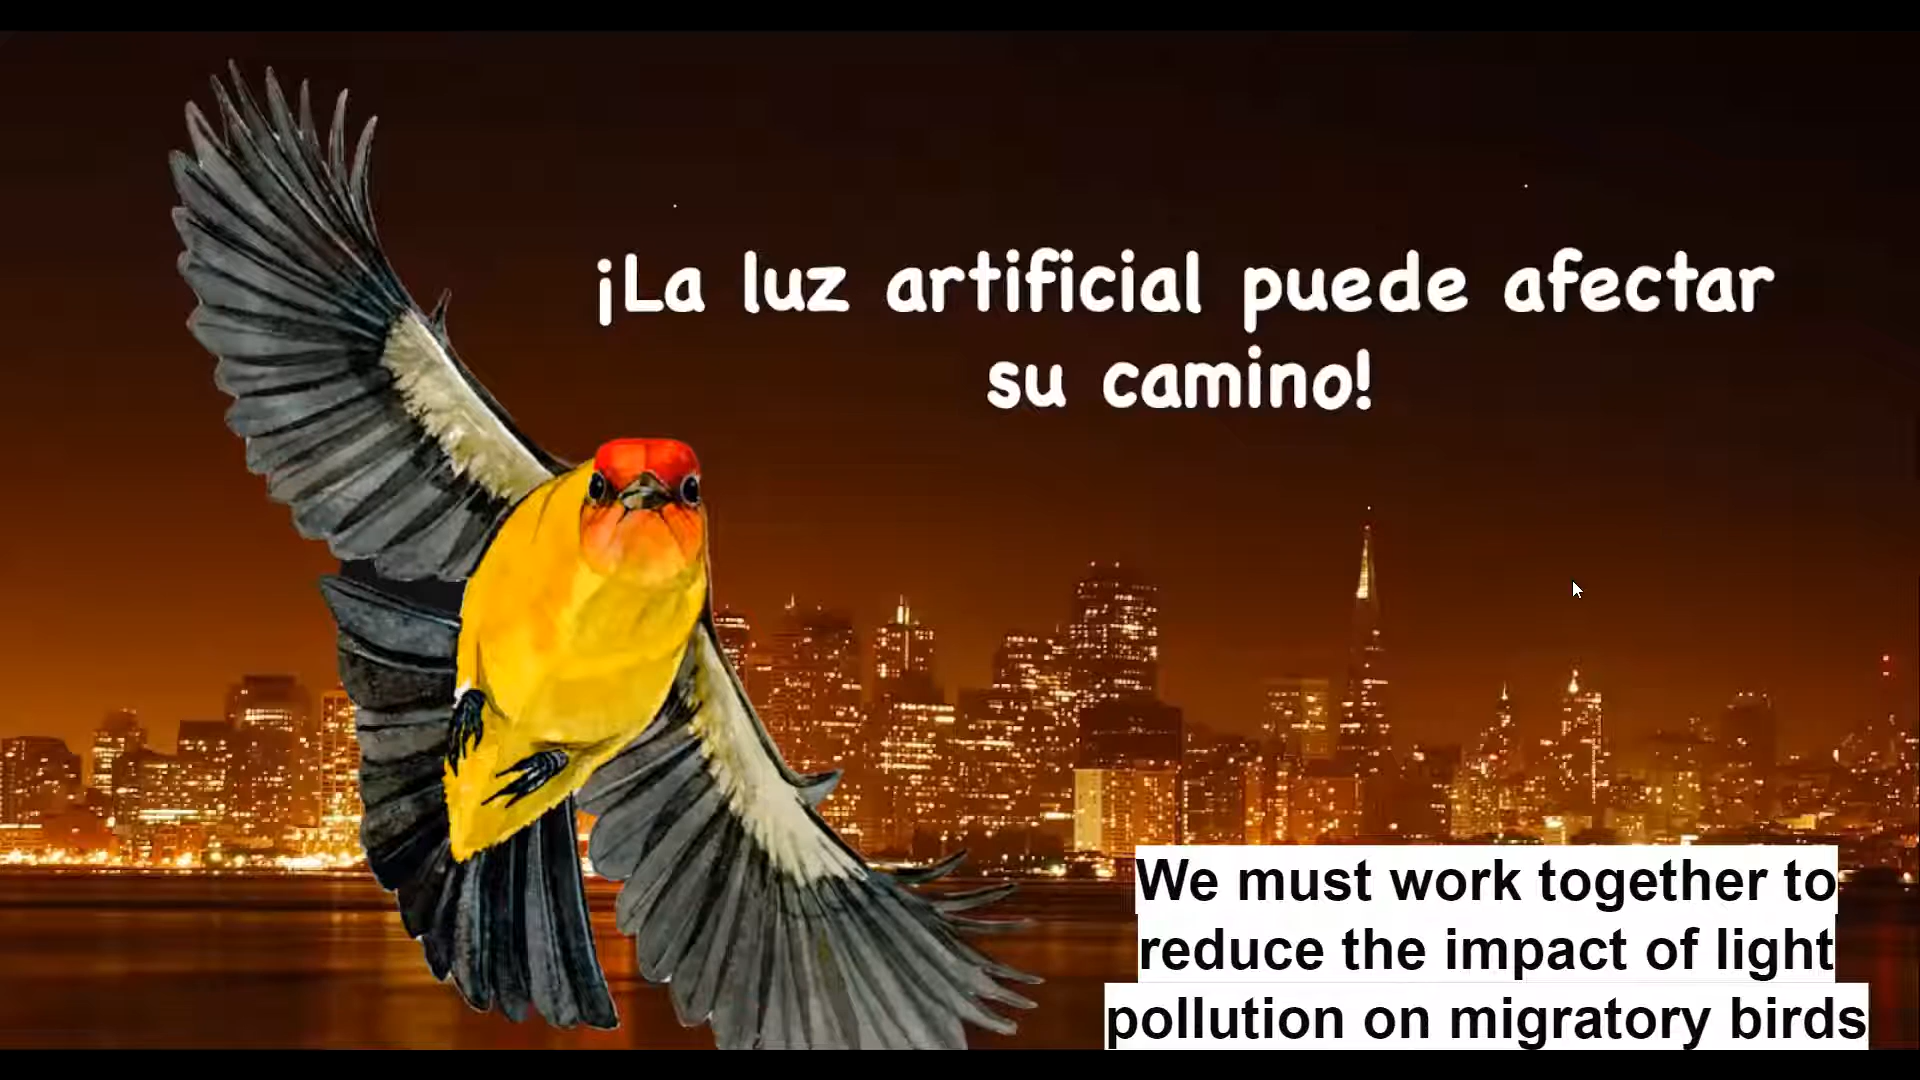 ¡La luz artificial puede afectar
su camino!
We must work together to
reduce the impact of light
pollution on migratory birds